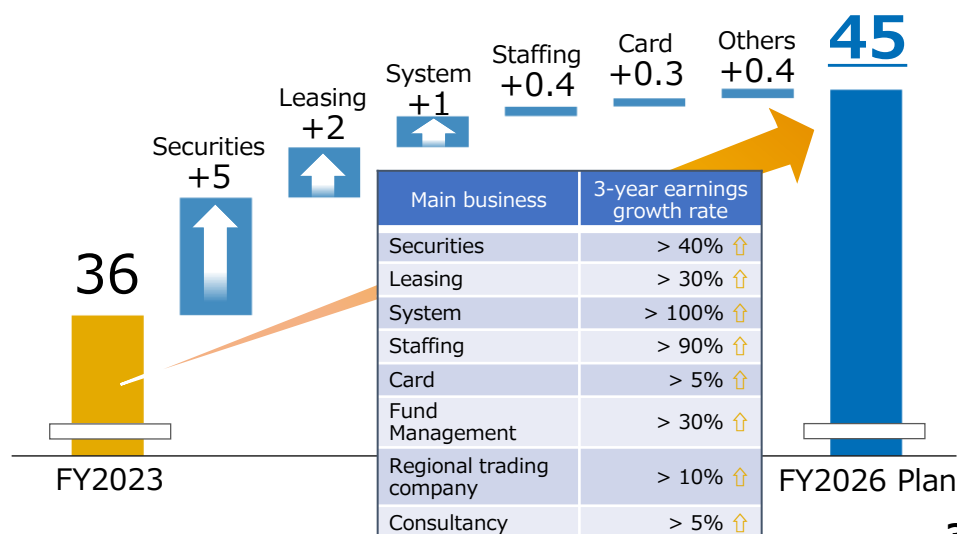 45
Others
+0.4
Card
+0.3
Staffing
+0.4
System
+1
Leasing
+2
Securities
+5
36
Main business
3-year earnings
growth rate
Securities > 40% ⇧
Leasing > 30% ⇧
System > 100% ⇧
Staffing > 90% ⇧
Card > 5% ⇧
Fund
Management > 30% ⇧
Regional trading
company > 10% ⇧
Consultancy > 5% ⇧
FY2023
FY2026 Plan